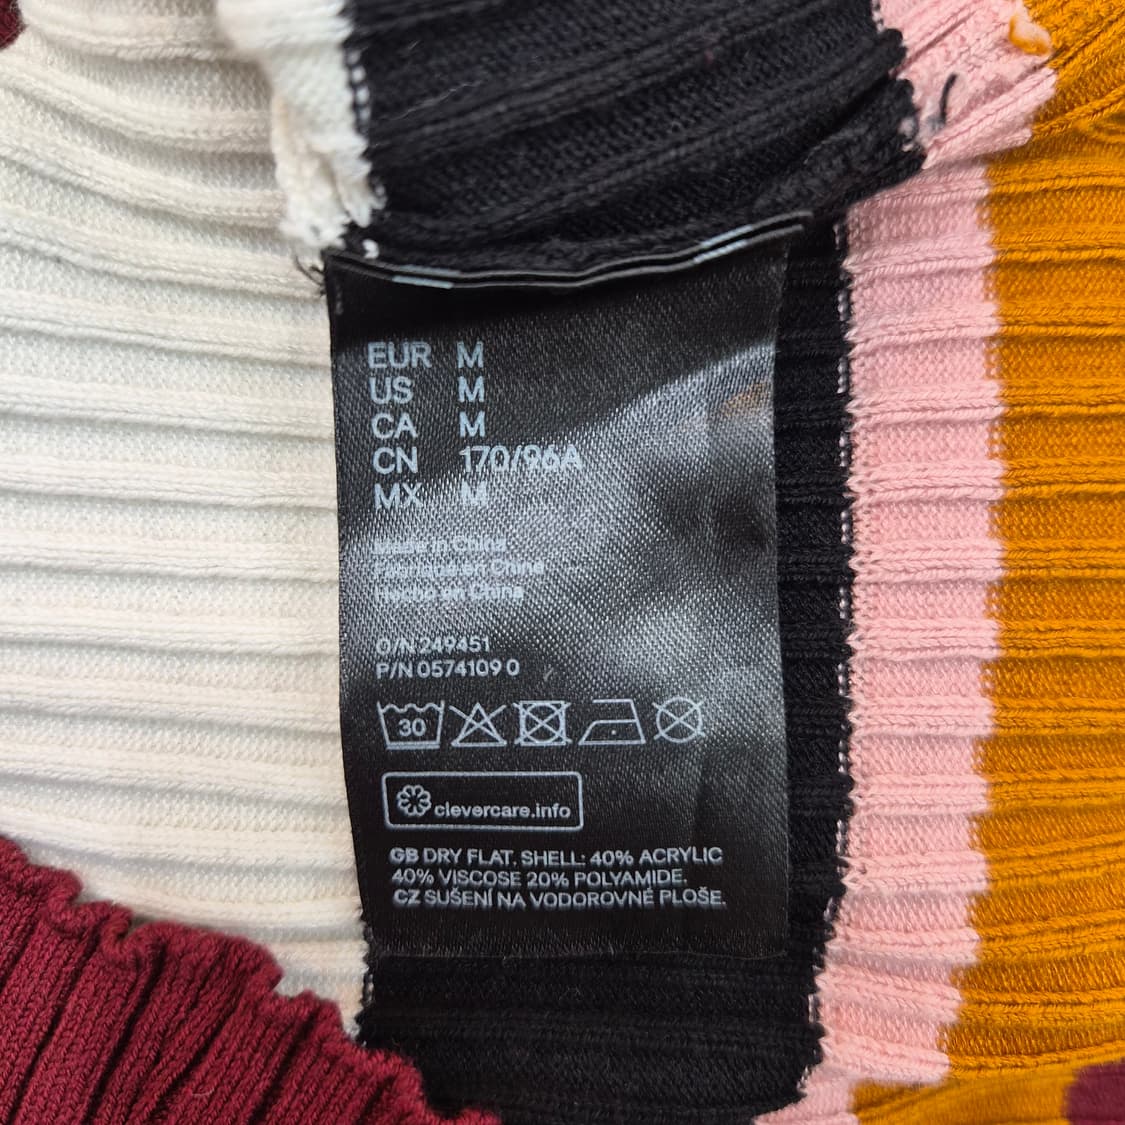 EUR M
US M
CA M
CN 170/96A
MX M
Made in China
Fabriqué en Chine
Hecho en China
O/N 249451
P/N 0574109 0
30
clevercare.info
GB DRY FLAT. SHELL: 40% ACRYLIC
40% VISCOSE 20% POLYAMIDE.
CZ SUŠENÍ NA VODOROVNÉ PLOŠE.